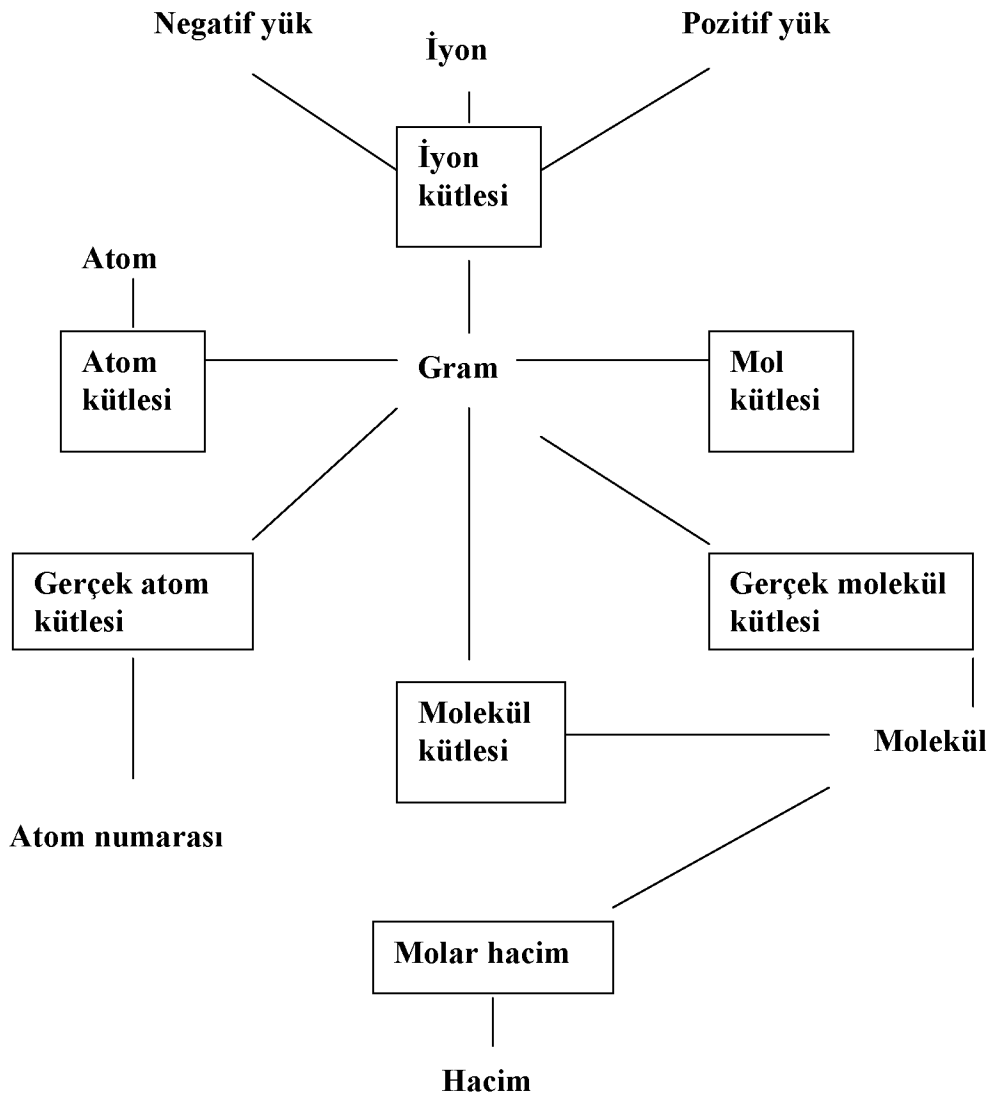 Negatif yük
İyon
Pozitif yük
İyon
kütlesi
Atom
Atom
kütlesi
Gram
Mol
kütlesi
Gerçek atom
kütlesi
Gerçek molekül
kütlesi
Molekül
kütlesi
Molekül
Atom numarası
Molar hacim
Hacim